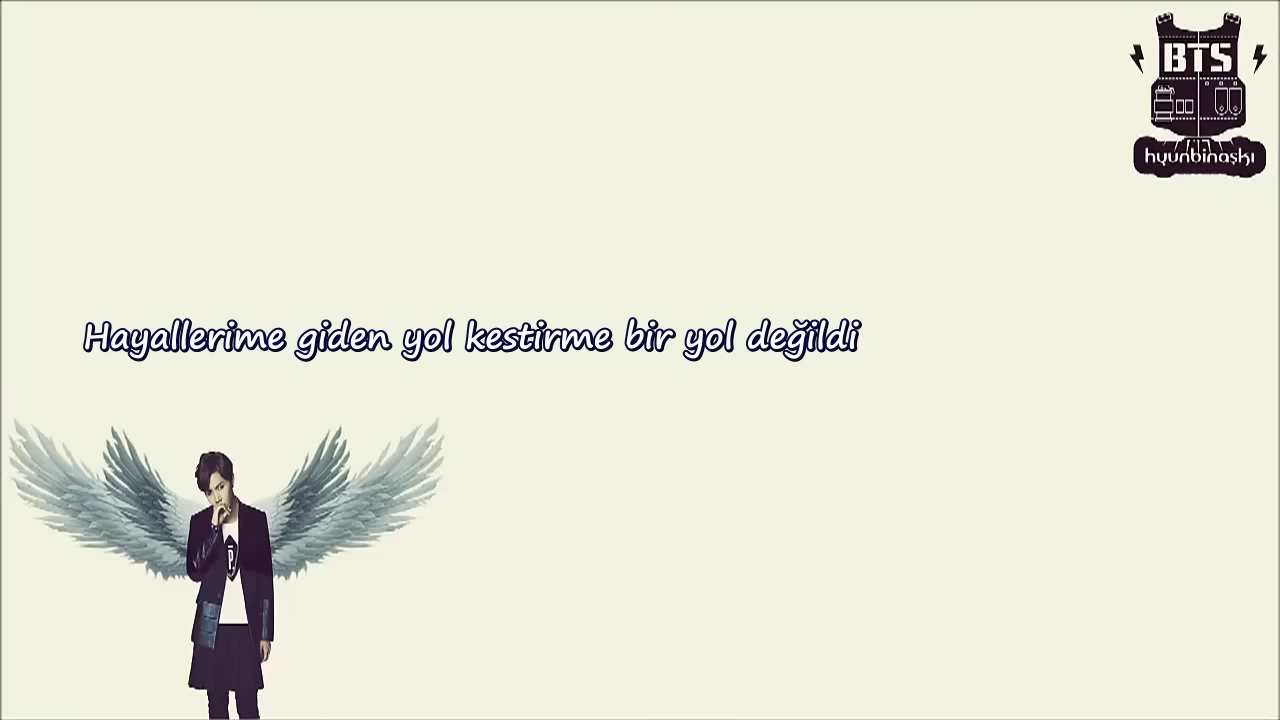 BTS
hyunbinaşkı
Hayallerime giden yol kestirme bir yol değildi
P